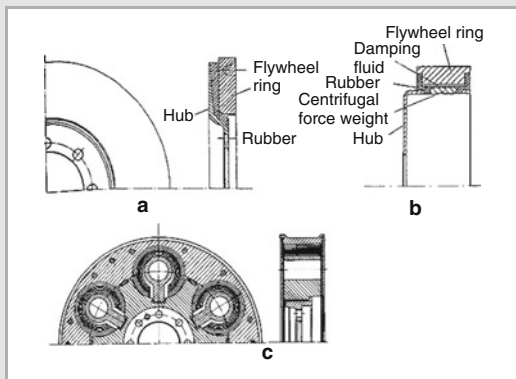 Flywheel
ring
Hub
Rubber
a
Flywheel ring
Damping
fluid
Rubber
Centrifugal
force weight
Hub
b
c